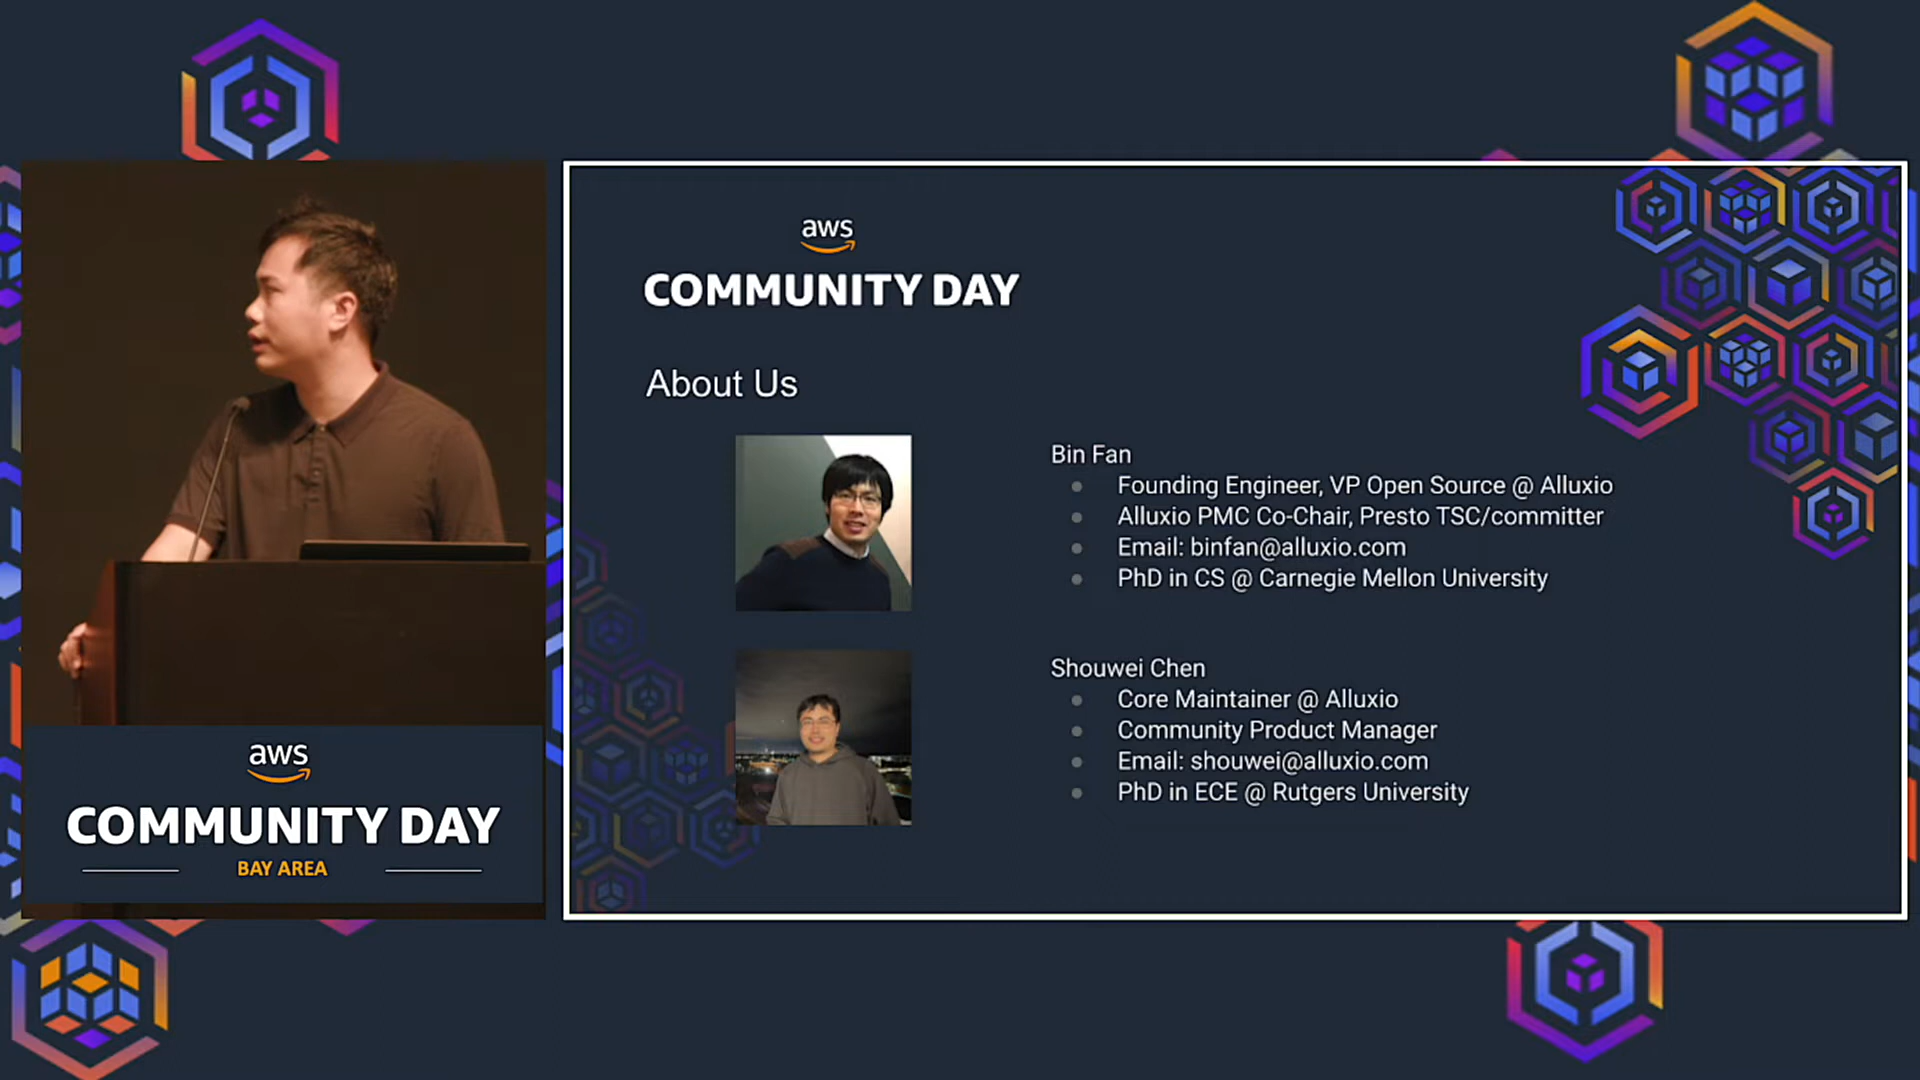 aws
COMMUNITY DAY
BAY AREA
aws
COMMUNITY DAY
About Us
Bin Fan
Founding Engineer, VP Open Source @ Alluxio
Alluxio PMC Co-Chair, Presto TSC/committer
Email: binfan@alluxio.com
PhD in CS @ Carnegie Mellon University
Shouwei Chen
Core Maintainer @ Alluxio
Community Product Manager
Email: shouwei@alluxio.com
PhD in ECE @ Rutgers University